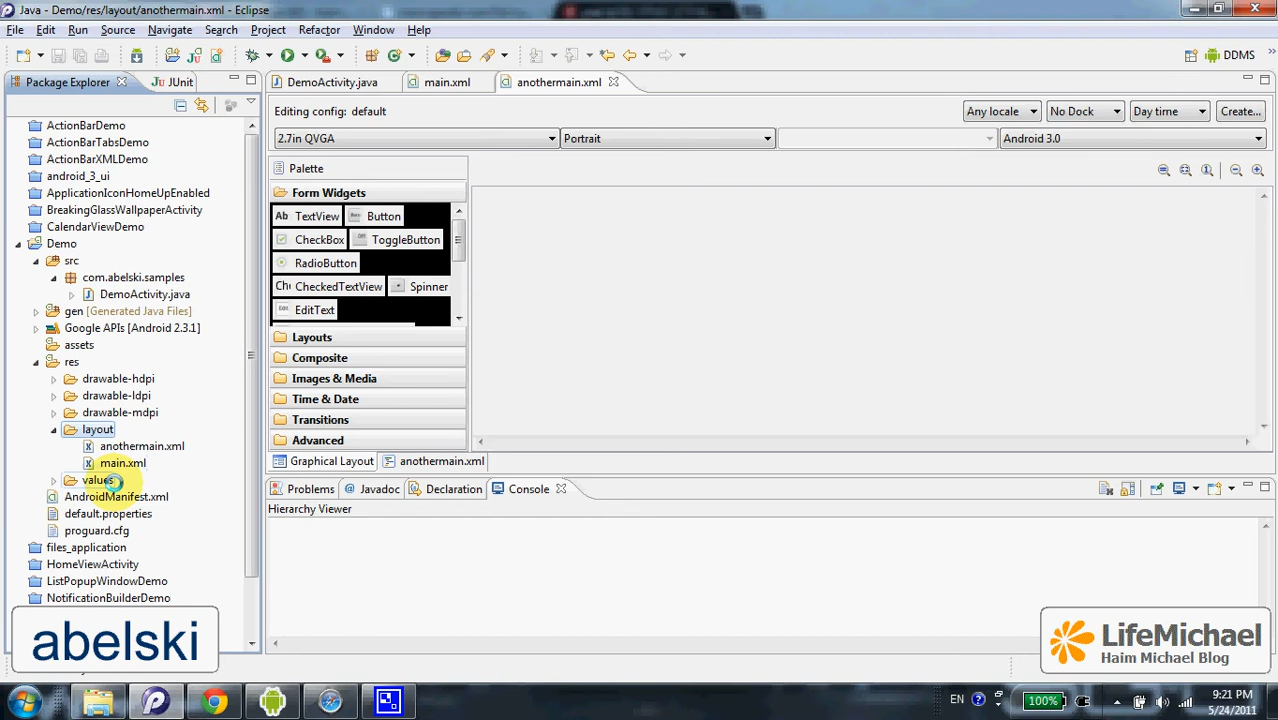 Java - Demo/res/layout/anothermain.xml - Eclipse
File Edit Run Source Navigate Search Project Refactor Window Help
DDMS
Package Explorer
JUnit
DemoActivity.java
main.xml
anothermain.xml
Editing config: default
Any locale
No Dock
Day time
Create...
2.7in QVGA
Portrait
Android 3.0
ActionBarDemo
ActionBarTabsDemo
ActionBarXMLDemo
android_3_ui
ApplicationIconHomeUpEnabled
BreakingGlassWallpaperActivity
CalendarViewDemo
Demo
src
com.abelski.samples
DemoActivity.java
gen [Generated Java Files]
Google APIs [Android 2.3.1]
assets
res
drawable-hdpi
drawable-ldpi
drawable-mdpi
layout
anothermain.xml
main.xml
values
AndroidManifest.xml
default.properties
proguard.cfg
files_application
HomeViewActivity
ListPopupWindowDemo
NotificationBuilderDemo
Palette
Form Widgets
Ab TextView
Button
CheckBox
ToggleButton
RadioButton
CheckedTextView
Spinner
EditText
Layouts
Composite
Images & Media
Time & Date
Transitions
Advanced
Graphical Layout
anothermain.xml
Problems
Javadoc
Declaration
Console
Hierarchy Viewer
abelski
LifeMichael
Haim Michael Blog
EN
100%
9:21 PM
5/24/2011